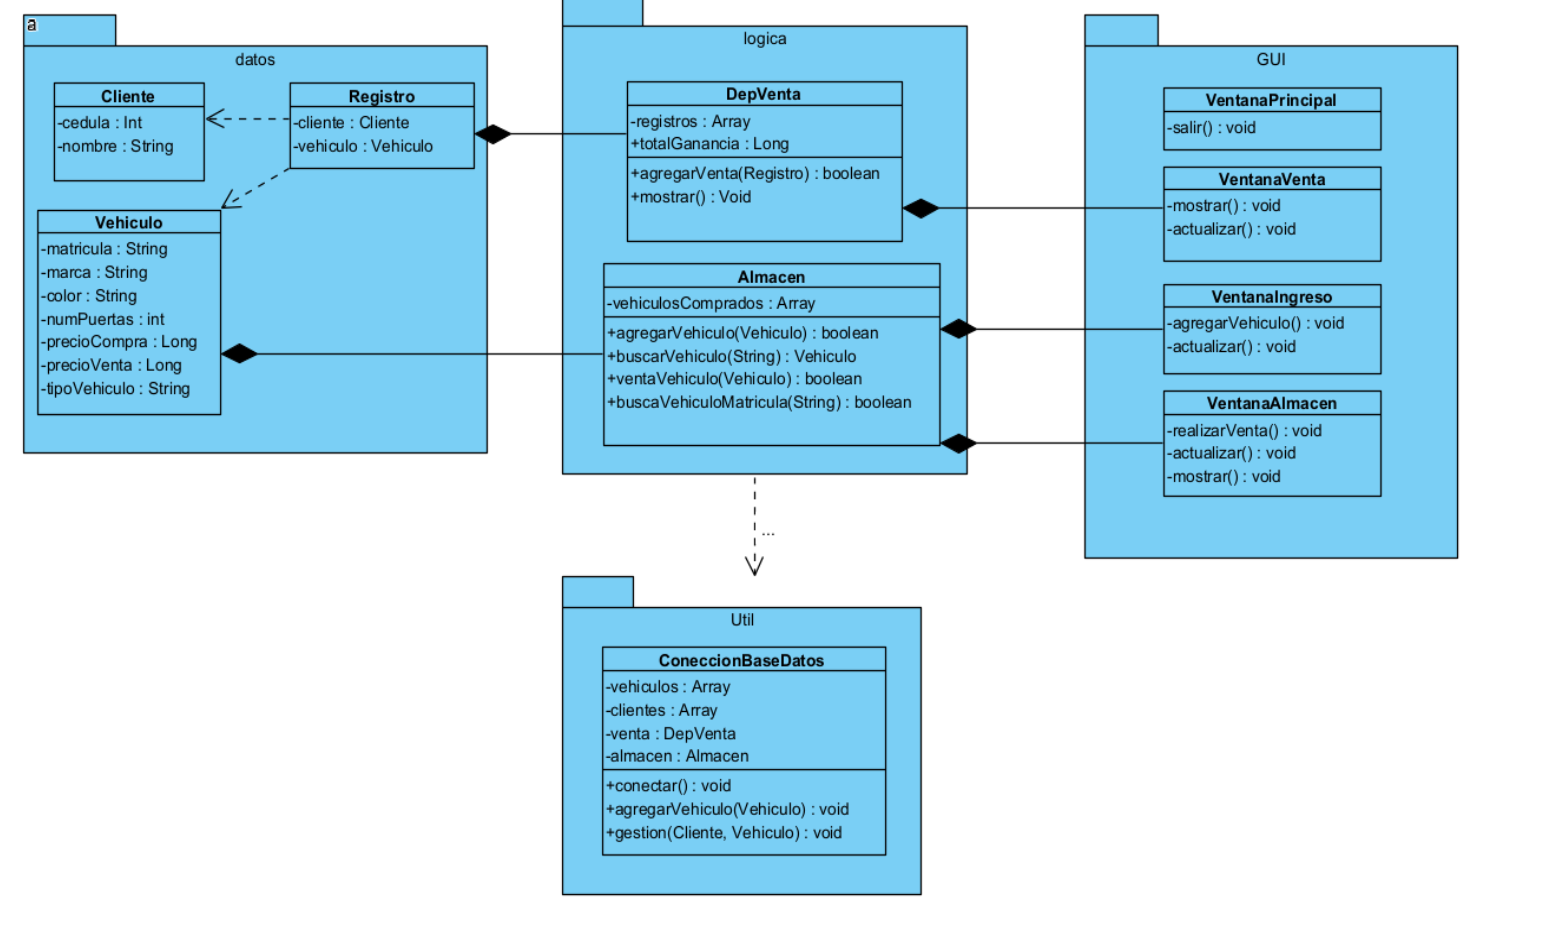 a
datos
Cliente
-cedula : Int
-nombre : String
Registro
-cliente : Cliente
-vehiculo : Vehiculo
Vehiculo
-matricula : String
-marca : String
-color : String
-numPuertas : int
-precioCompra : Long
-precioVenta : Long
-tipoVehiculo : String
logica
DepVenta
-registros : Array
+totalGanancia : Long
+agregarVenta(Registro) : boolean
+mostrar() : Void
Almacen
-vehiculosComprados : Array
+agregarVehiculo(Vehiculo) : boolean
+buscarVehiculo(String) : Vehiculo
+ventaVehiculo(Vehiculo) : boolean
+buscaVehiculoMatricula(String) : boolean
GUI
VentanaPrincipal
-salir() : void
VentanaVenta
-mostrar() : void
-actualizar() : void
VentanaIngreso
-agregarVehiculo() : void
-actualizar() : void
VentanaAlmacen
-realizarVenta() : void
-actualizar() : void
-mostrar() : void
...
Util
ConeccionBaseDatos
-vehiculos : Array
-clientes : Array
-venta : DepVenta
-almacen : Almacen
+conectar() : void
+agregarVehiculo(Vehiculo) : void
+gestion(Cliente, Vehiculo) : void